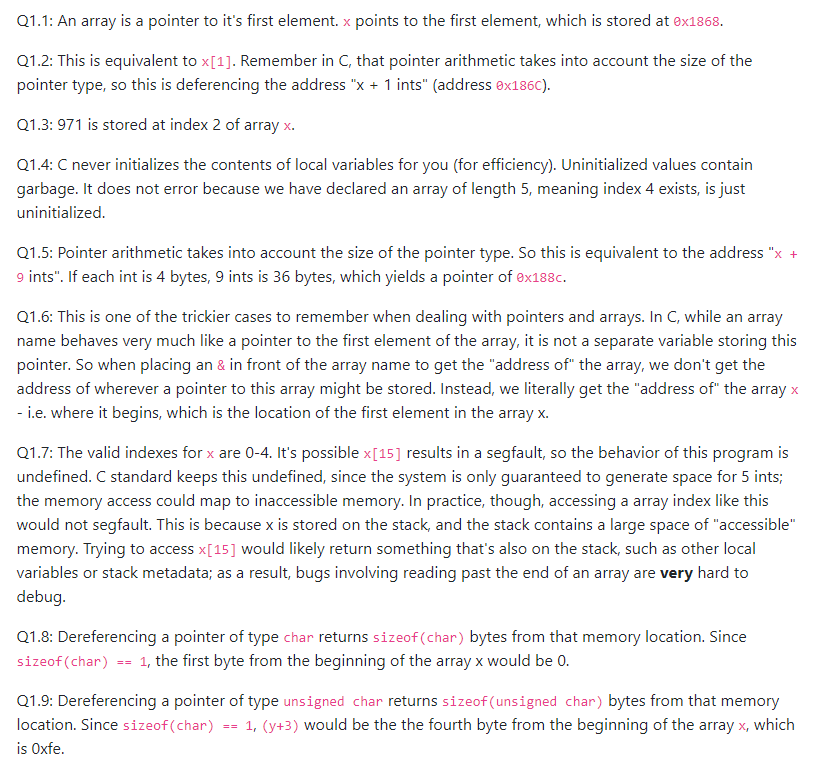 Q1.1: An array is a pointer to it's first element. x points to the first element, which is stored at 0x1868.
Q1.2: This is equivalent to x[1]. Remember in C, that pointer arithmetic takes into account the size of the
pointer type, so this is deferencing the address "x + 1 ints" (address 0x186C).
Q1.3: 971 is stored at index 2 of array x.
Q1.4: C never initializes the contents of local variables for you (for efficiency). Uninitialized values contain
garbage. It does not error because we have declared an array of length 5, meaning index 4 exists, is just
uninitialized.
Q1.5: Pointer arithmetic takes into account the size of the pointer type. So this is equivalent to the address "x +
9 ints". If each int is 4 bytes, 9 ints is 36 bytes, which yields a pointer of 0x188c.
Q1.6: This is one of the trickier cases to remember when dealing with pointers and arrays. In C, while an array
name behaves very much like a pointer to the first element of the array, it is not a separate variable storing this
pointer. So when placing an & in front of the array name to get the "address of" the array, we don't get the
address of wherever a pointer to this array might be stored. Instead, we literally get the "address of" the array x
- i.e. where it begins, which is the location of the first element in the array x.
Q1.7: The valid indexes for x are 0-4. It's possible x[15] results in a segfault, so the behavior of this program is
undefined. C standard keeps this undefined, since the system is only guaranteed to generate space for 5 ints;
the memory access could map to inaccessible memory. In practice, though, accessing a array index like this
would not segfault. This is because x is stored on the stack, and the stack contains a large space of "accessible"
memory. Trying to access x[15] would likely return something that's also on the stack, such as other local
variables or stack metadata; as a result, bugs involving reading past the end of an array are very hard to
debug.
Q1.8: Dereferencing a pointer of type char returns sizeof(char) bytes from that memory location. Since
sizeof(char) == 1, the first byte from the beginning of the array x would be 0.
Q1.9: Dereferencing a pointer of type unsigned char returns sizeof(unsigned char) bytes from that memory
location. Since sizeof(char) == 1, (y+3) would be the the fourth byte from the beginning of the array x, which
is 0xfe.